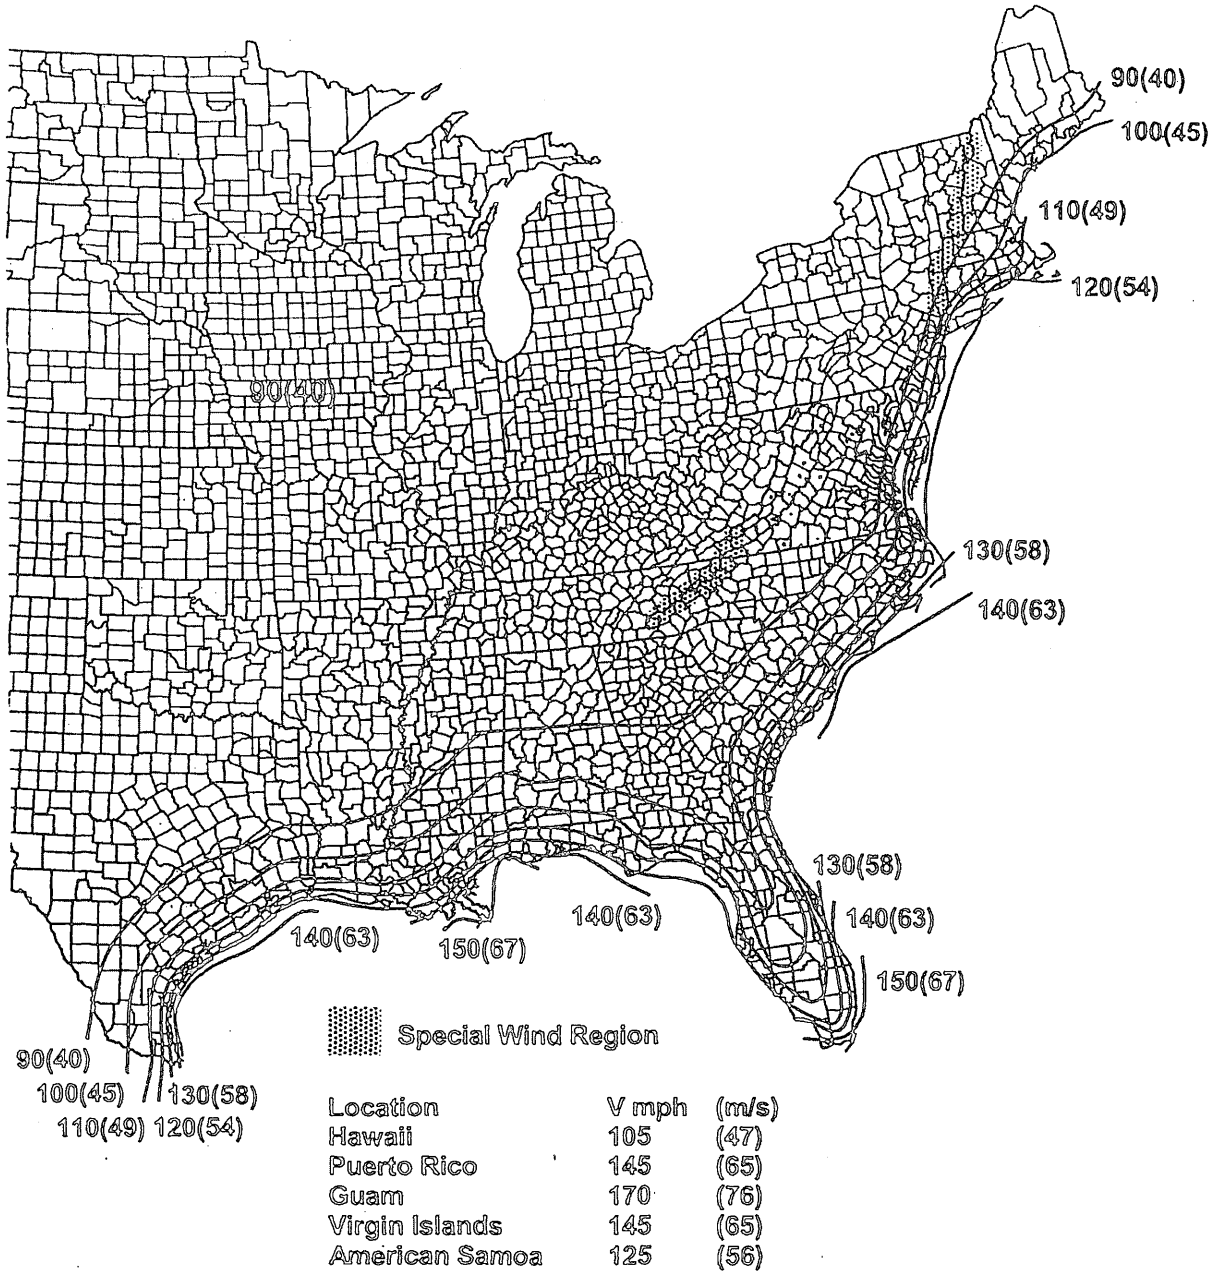 90(40)
100(45)
110(49)
120(54)
90(40)
130(58)
140(63)
130(58)
140(63)
140(63)
140(63)
150(67)
150(67)
Special Wind Region
90(40)
100(45) 130(58)
110(49) 120(54)
Location V mph (m/s)
Hawaii 105 (47)
Puerto Rico 145 (65)
Guam 170 (76)
Virgin Islands 145 (65)
American Samoa 125 (56)